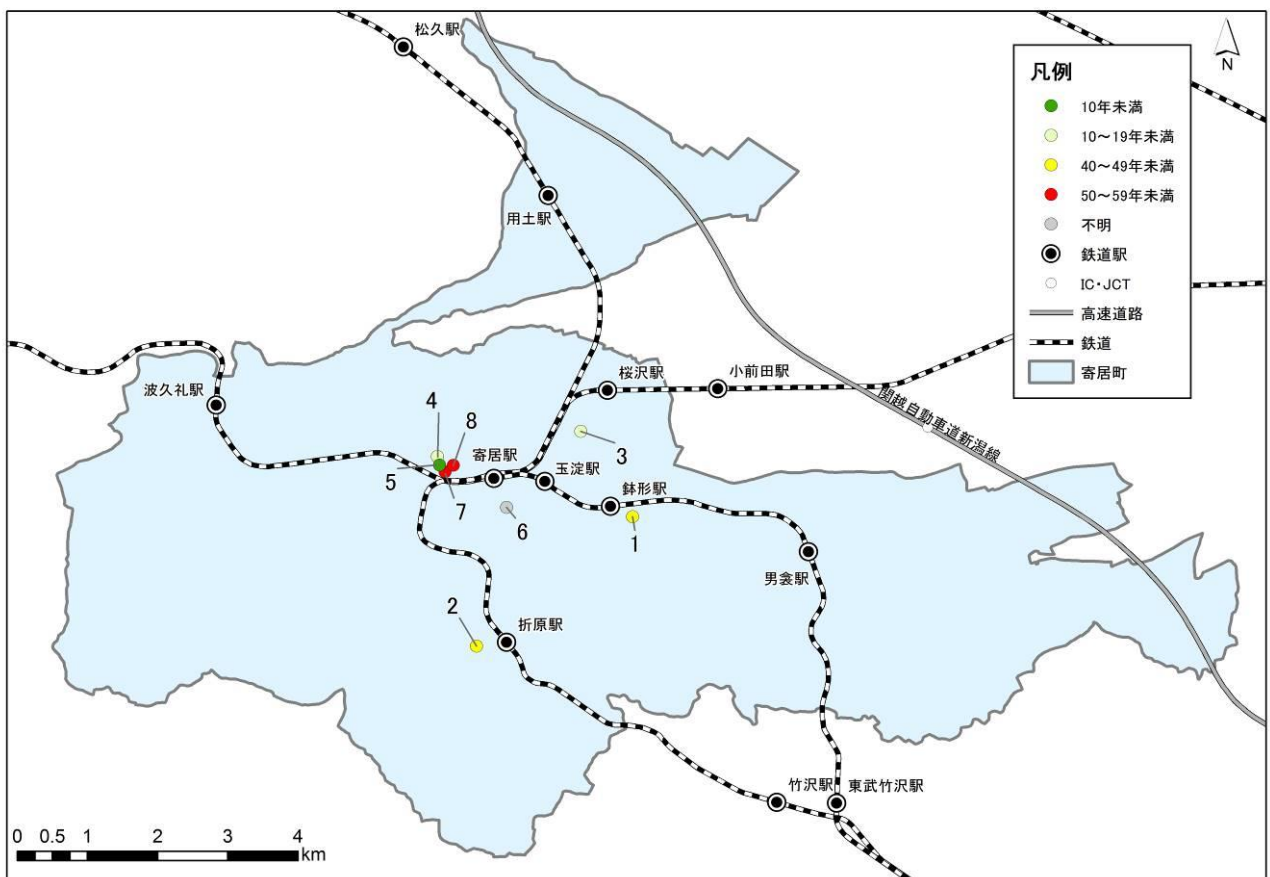 松久駅
N
凡例
10年未満
10～19年未満
40～49年未満
50～59年未満
不明
鉄道駅
IC・JCT
高速道路
鉄道
寄居町
用土駅
桜沢駅
小前田駅
波久礼駅
関越自動車道新潟線
4
8
寄居駅
3
5
玉淀駅
7
鉢形駅
6
1
男衾駅
2
折原駅
竹沢駅
東武竹沢駅
0 0.5 1 2 3 4
km